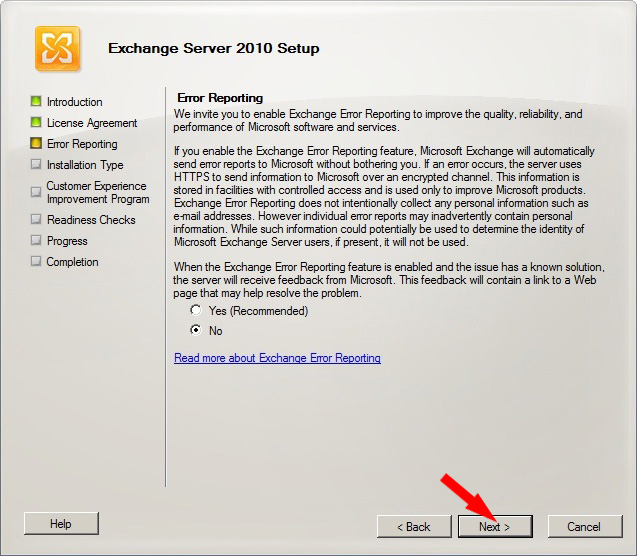 Exchange Server 2010 Setup
Introduction
License Agreement
Error Reporting
Installation Type
Customer Experience
Improvement Program
Readiness Checks
Progress
Completion
Error Reporting
We invite you to enable Exchange Error Reporting to improve the quality, reliability, and
performance of Microsoft software and services.
If you enable the Exchange Error Reporting feature, Microsoft Exchange will automatically
send error reports to Microsoft without bothering you. If an error occurs, the server uses
HTTPS to send information to Microsoft over an encrypted channel. This information is
stored in facilities with controlled access and is used only to improve Microsoft products.
Exchange Error Reporting does not intentionally collect any personal information such as
e-mail addresses. However individual error reports may inadvertently contain personal
information. While such information could potentially be used to determine the identity of
Microsoft Exchange Server users, if present, it will not be used.
When the Exchange Error Reporting feature is enabled and the issue has a known solution,
the server will receive feedback from Microsoft. This feedback will contain a link to a Web
page that may help resolve the problem.
Yes (Recommended)
No
Read more about Exchange Error Reporting
Help
< Back
Next >
Cancel